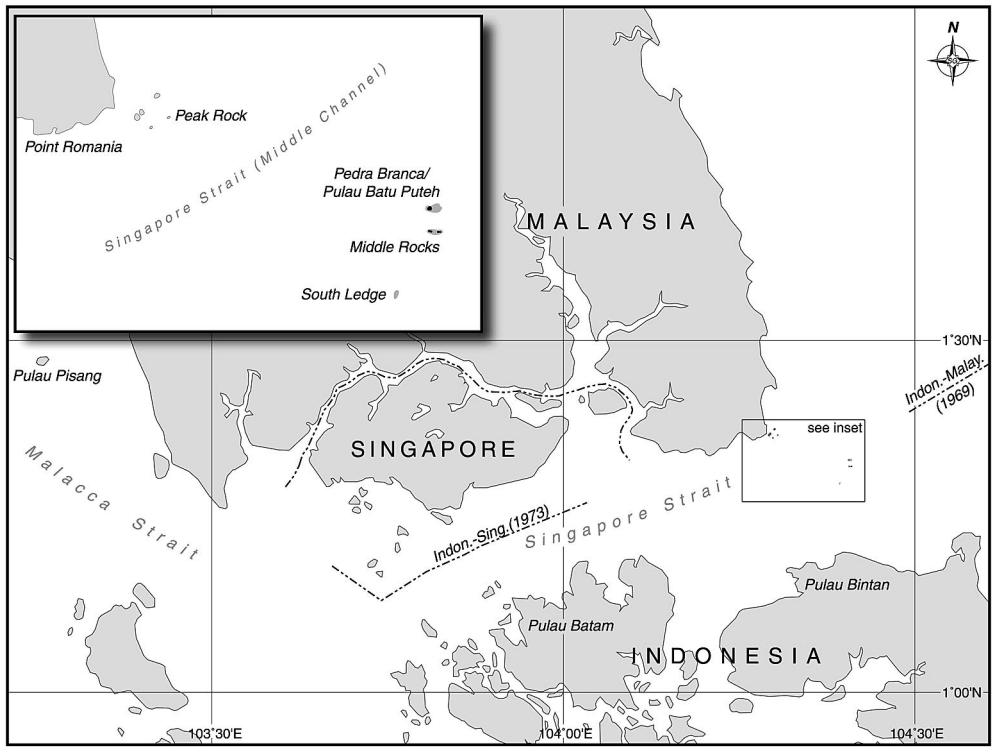 N
SG
Peak Rock
Point Romania
Singapore Strait (Middle Channel)
Pedra Branca/
Pulau Batu Puteh
Middle Rocks
South Ledge
MALAYSIA
1°30'N
Pulau Pisang
Indon.-Malay.
(1969)
see inset
SINGAPORE
Malacca Strait
Indon.-Sing.(1973)
Singapore Strait
Pulau Bintan
Pulau Batam
INDONESIA
1°00'N
103°30'E
104°00'E
104°30'E